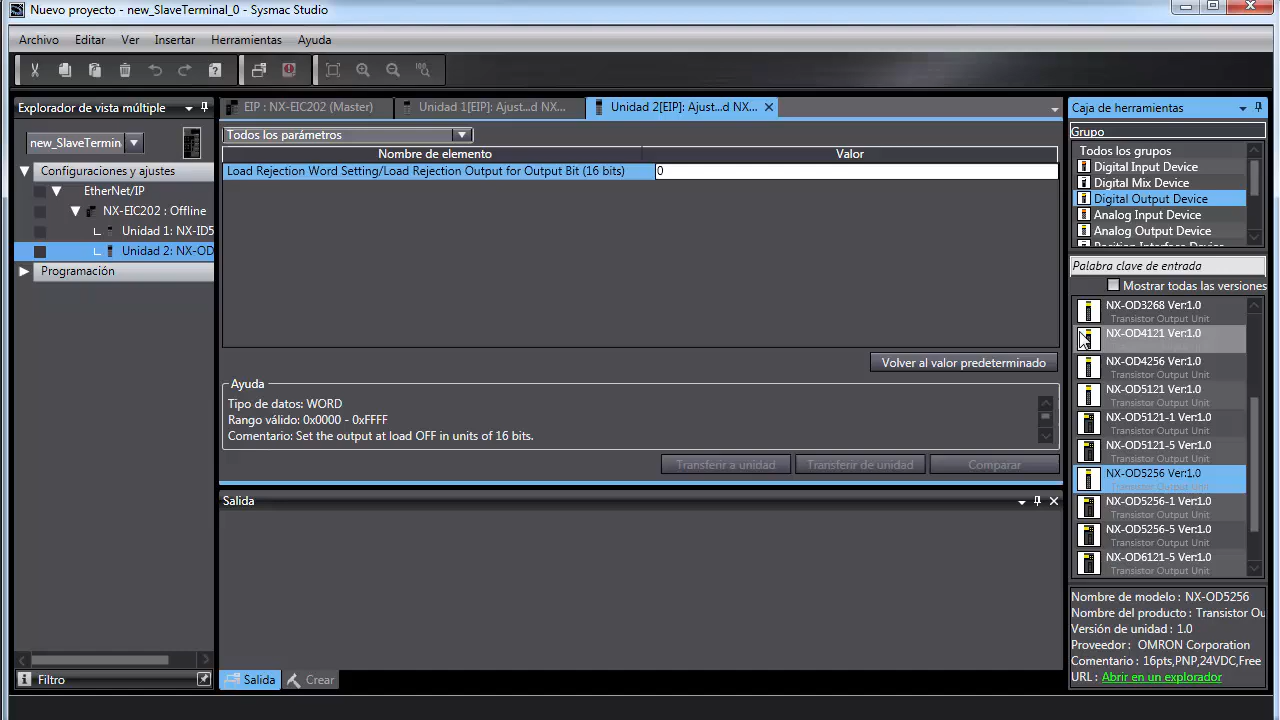 Nuevo proyecto - new_SlaveTerminal_0 - Sysmac Studio
Archivo Editar Ver Insertar Herramientas Ayuda
Explorador de vista múltiple
new_SlaveTermin
Configuraciones y ajustes
EtherNet/IP
NX-EIC202 : Offline
Unidad 1: NX-ID5
Unidad 2: NX-OD
Programación
Filtro
EIP : NX-EIC202 (Master) Unidad 1[EIP]: Ajust...d NX... Unidad 2[EIP]: Ajust...d NX...
Todos los parámetros
Nombre de elemento Valor
Load Rejection Word Setting/Load Rejection Output for Output Bit (16 bits) 0
Volver al valor predeterminado
Ayuda
Tipo de datos: WORD
Rango válido: 0x0000 - 0xFFFF
Comentario: Set the output at load OFF in units of 16 bits.
Transferir a unidad Transferir de unidad Comparar
Salida
Salida Crear
Caja de herramientas
Grupo
Todos los grupos
Digital Input Device
Digital Mix Device
Digital Output Device
Analog Input Device
Analog Output Device
Position Interface Device
Palabra clave de entrada
Mostrar todas las versiones
NX-OD3268 Ver:1.0
Transistor Output Unit
NX-OD4121 Ver:1.0
Transistor Output Unit
NX-OD4256 Ver:1.0
Transistor Output Unit
NX-OD5121 Ver:1.0
Transistor Output Unit
NX-OD5121-1 Ver:1.0
Transistor Output Unit
NX-OD5121-5 Ver:1.0
Transistor Output Unit
NX-OD5256 Ver:1.0
Transistor Output Unit
NX-OD5256-1 Ver:1.0
Transistor Output Unit
NX-OD5256-5 Ver:1.0
Transistor Output Unit
NX-OD6121-5 Ver:1.0
Transistor Output Unit
Nombre de modelo : NX-OD5256
Nombre del producto : Transistor Ou
Versión de unidad : 1.0
Proveedor : OMRON Corporation
Comentario : 16pts,PNP,24VDC,Free
URL : Abrir en un explorador